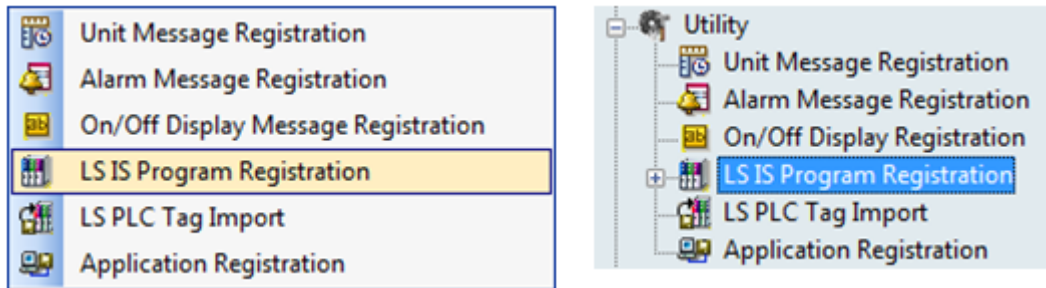 Unit Message Registration
Alarm Message Registration
On/Off Display Message Registration
LS IS Program Registration
LS PLC Tag Import
Application Registration
Utility
Unit Message Registration
Alarm Message Registration
On/Off Display Registration
LS IS Program Registration
LS PLC Tag Import
Application Registration